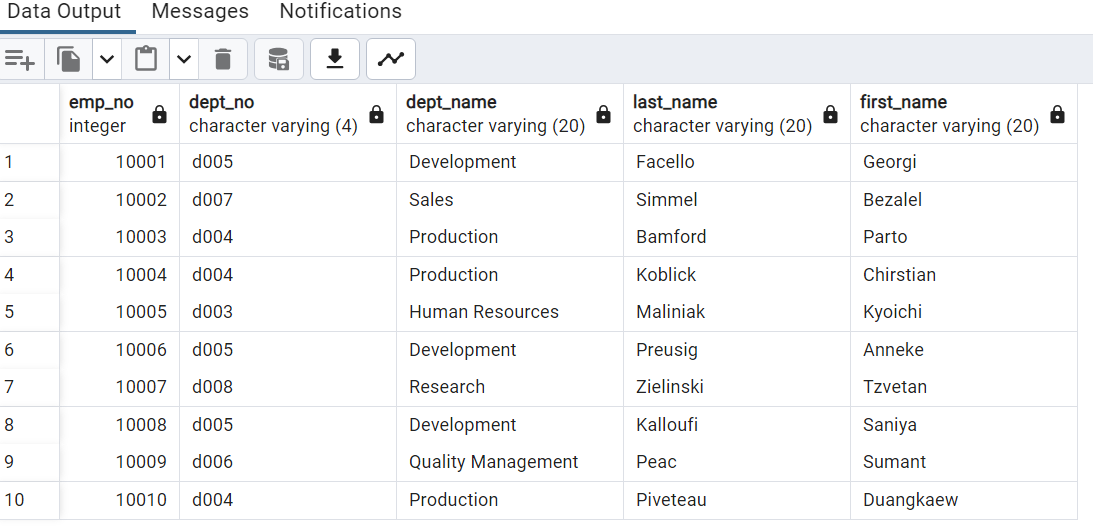 Data Output Messages Notifications
emp_no dept_no dept_name last_name first_name
integer character varying (4) character varying (20) character varying (20) character varying (20)
1 10001 d005 Development Facello Georgi
2 10002 d007 Sales Simmel Bezalel
3 10003 d004 Production Bamford Parto
4 10004 d004 Production Koblick Chirstian
5 10005 d003 Human Resources Maliniak Kyoichi
6 10006 d005 Development Preusig Anneke
7 10007 d008 Research Zielinski Tzvetan
8 10008 d005 Development Kalloufi Saniya
9 10009 d006 Quality Management Peac Sumant
10 10010 d004 Production Piveteau Duangkaew